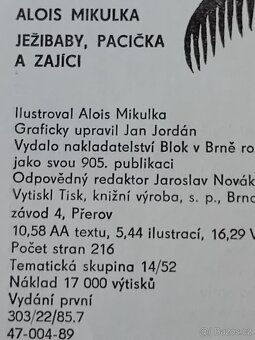 ALOIS MIKULKA
JEŽIBABY, PACIČKA
A ZAJÍCI
Ilustroval Alois Mikulka
Graficky upravil Jan Jordán
Vydalo nakladatelství Blok v Brně ro
jako svou 905. publikaci
Odpovědný redaktor Jaroslav Novák
Vytiskl Tisk, knižní výroba, s. p., Brno
závod 4, Přerov
10,58 AA textu, 5,44 ilustrací, 16,29 V
Počet stran 216
Tematická skupina 14/52
Náklad 17 000 výtisků
Vydání první
303/22/85.7
47-004-89